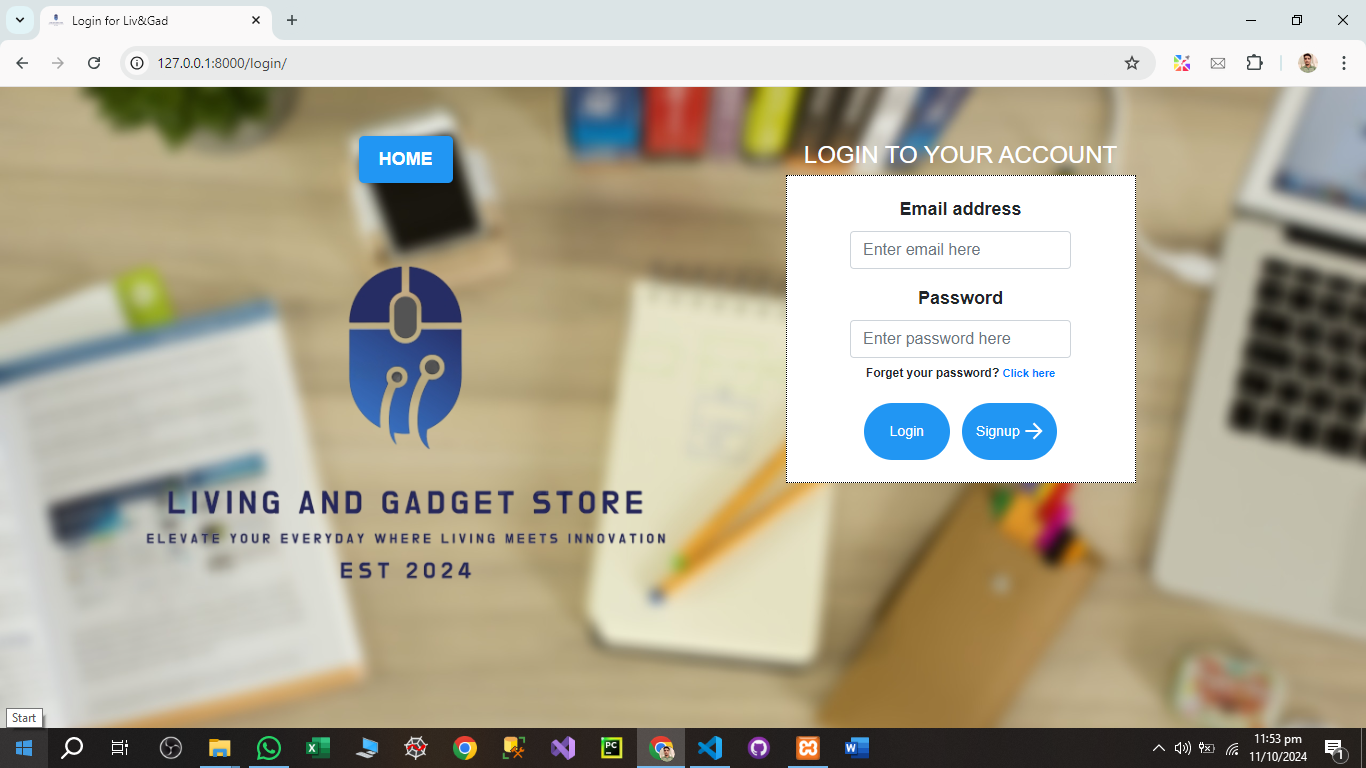 Login for Liv&Gad
127.0.0.1:8000/login/
HOME
LOGIN TO YOUR ACCOUNT
Email address
Enter email here
Password
Enter password here
Forget your password? Click here
Login
Signup
LIVING AND GADGET STORE
ELEVATE YOUR EVERYDAY WHERE LIVING MEETS INNOVATION
EST 2024
Start
PC
W
11:53 pm
11/10/2024
1